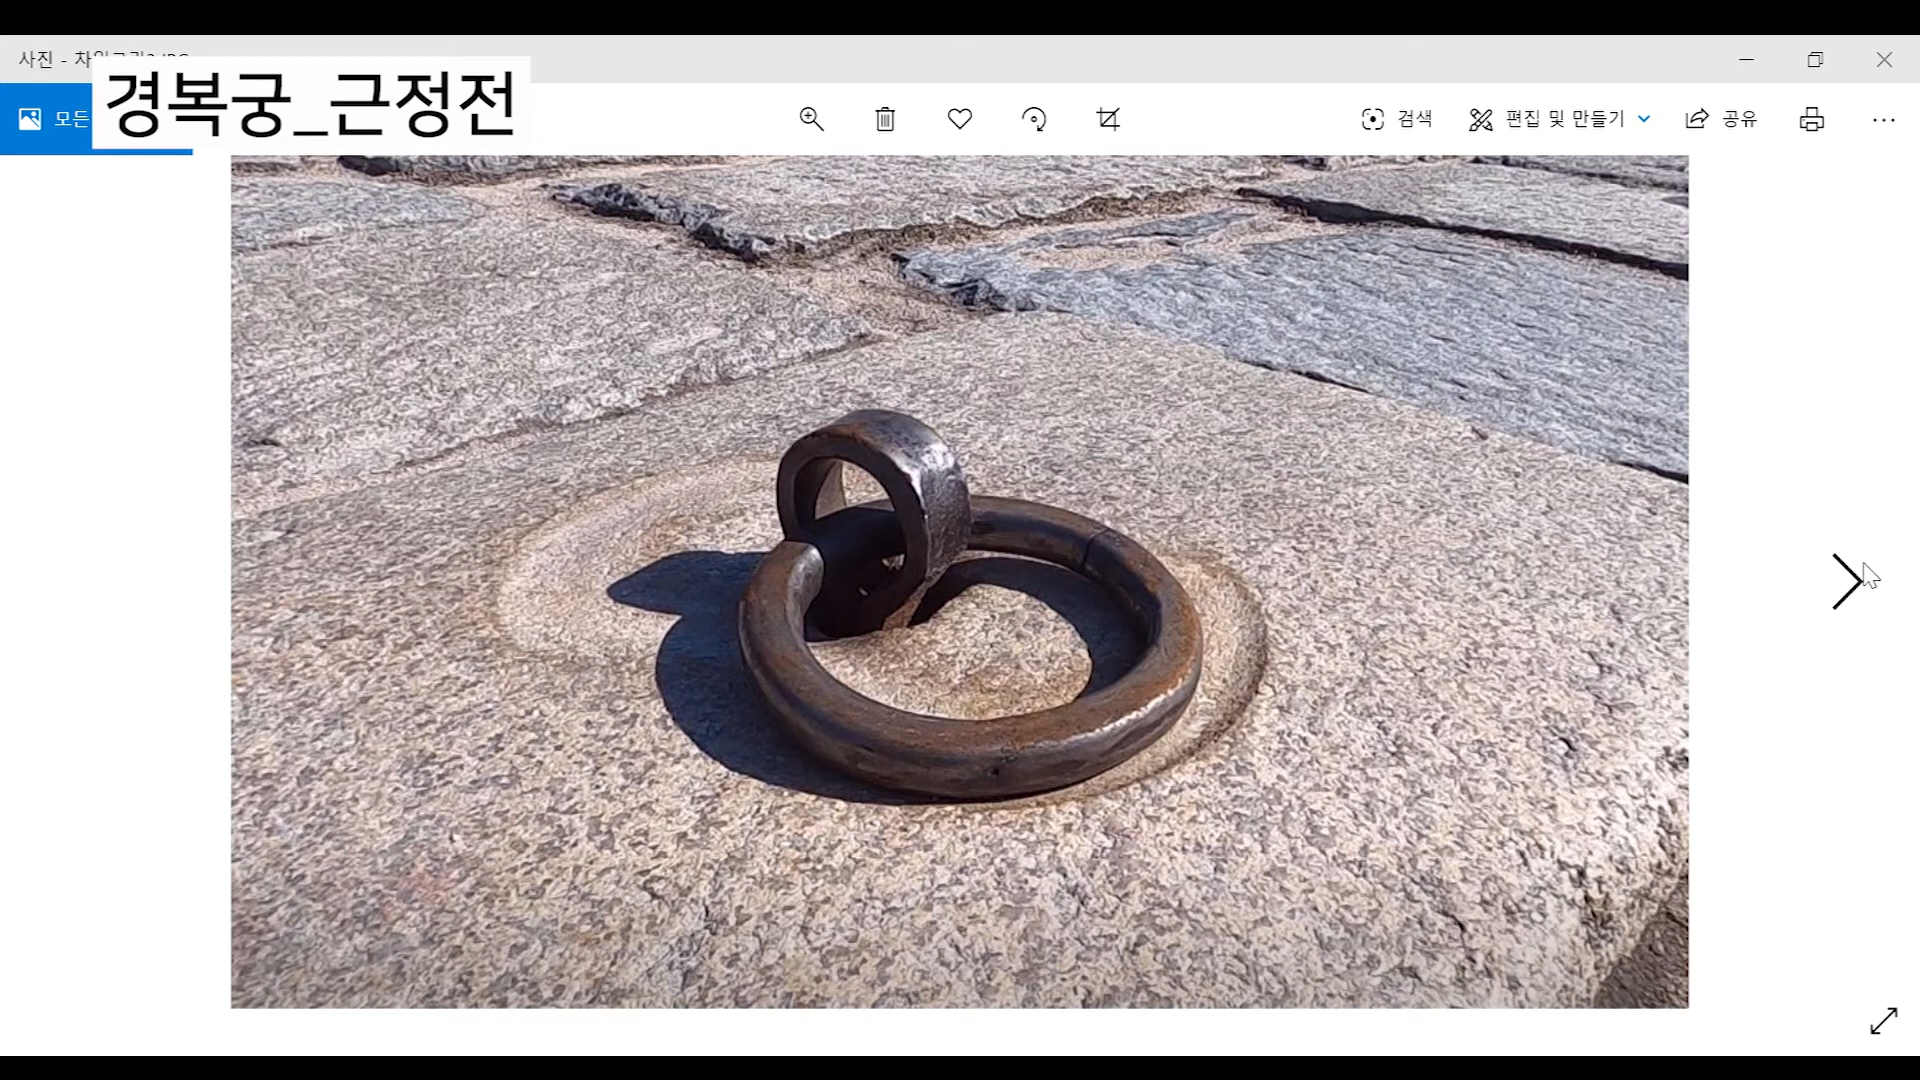 사진 -
경복궁_근정전
모든
검색
편집 및 만들기
공유